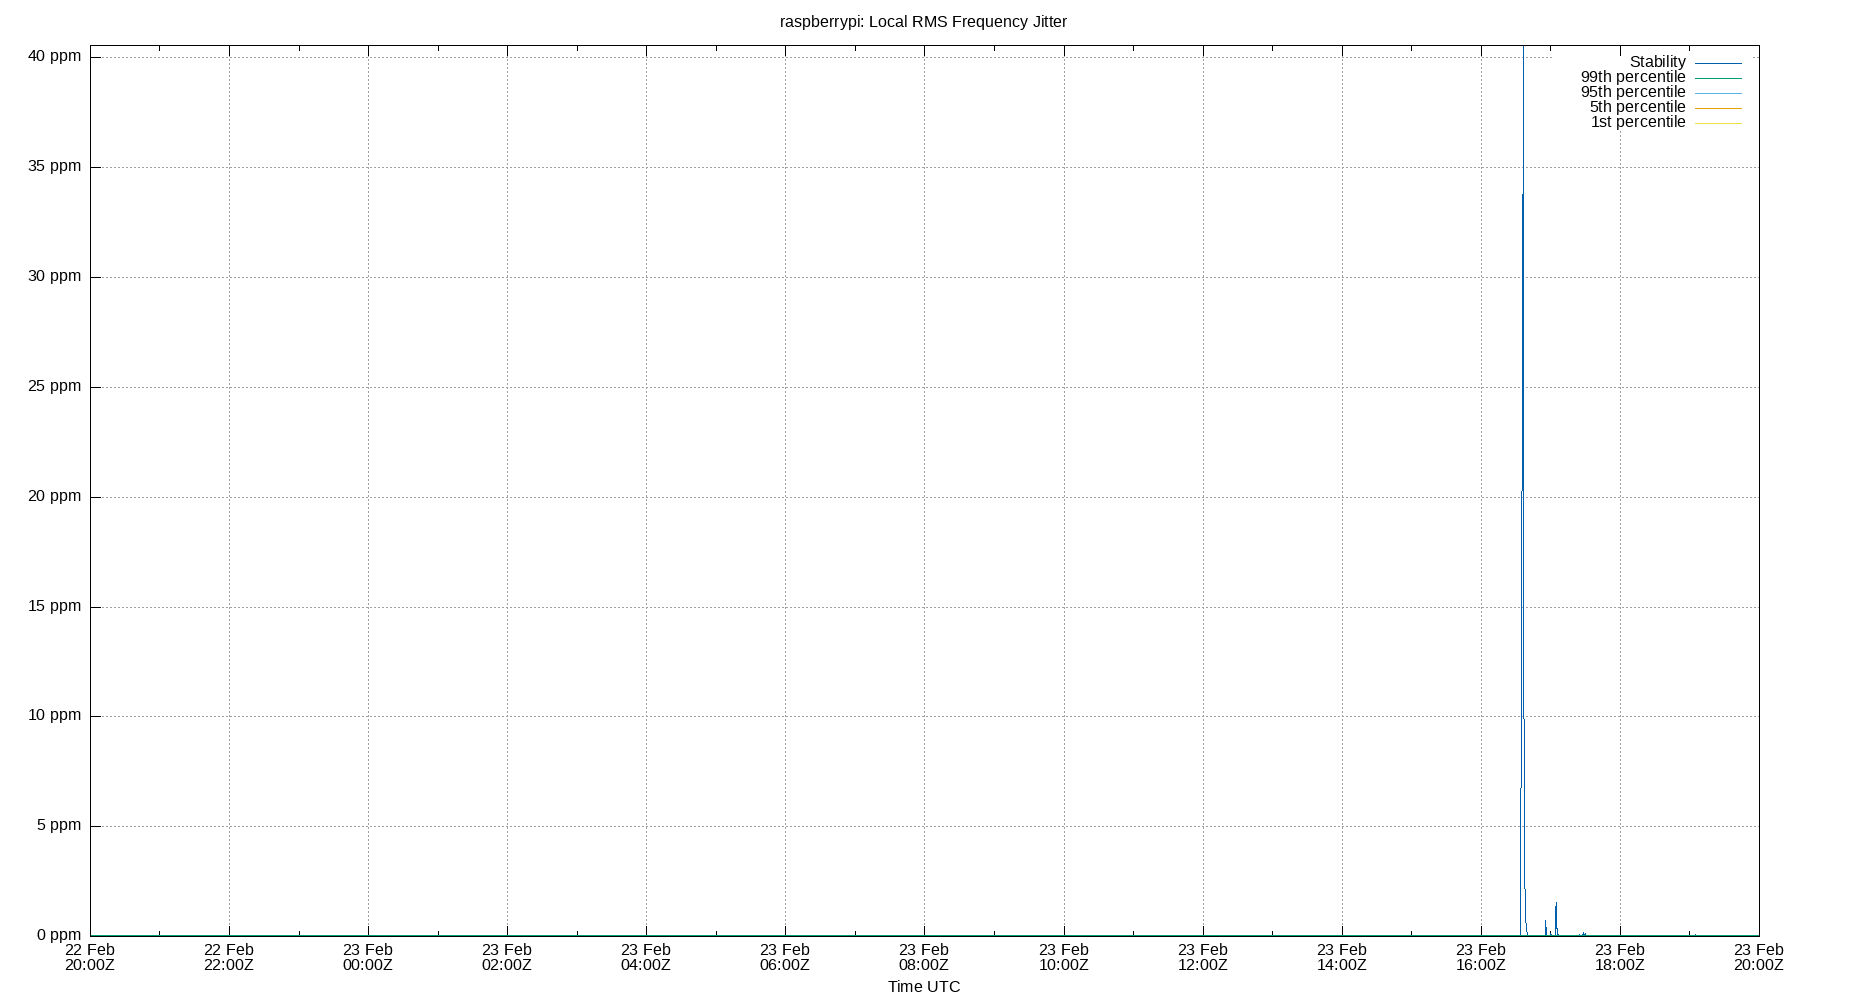 raspberrypi: Local RMS Frequency Jitter
40 ppm
35 ppm
30 ppm
25 ppm
20 ppm
15 ppm
10 ppm
5 ppm
0 ppm
Stability
99th percentile
95th percentile
5th percentile
1st percentile
22 Feb 22 Feb 23 Feb 23 Feb 23 Feb 23 Feb 23 Feb 23 Feb 23 Feb 23 Feb 23 Feb 23 Feb 23 Feb
20:00Z 22:00Z 00:00Z 02:00Z 04:00Z 06:00Z 08:00Z 10:00Z 12:00Z 14:00Z 16:00Z 18:00Z 20:00Z
Time UTC